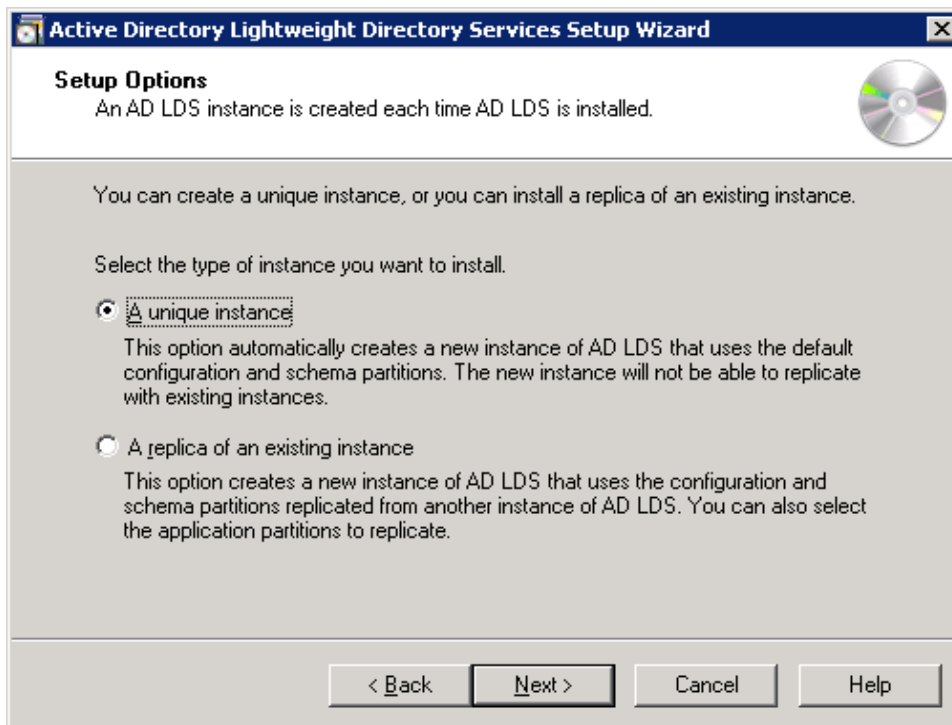 Active Directory Lightweight Directory Services Setup Wizard
Setup Options
An AD LDS instance is created each time AD LDS is installed.
You can create a unique instance, or you can install a replica of an existing instance.
Select the type of instance you want to install.
A unique instance
This option automatically creates a new instance of AD LDS that uses the default
configuration and schema partitions. The new instance will not be able to replicate
with existing instances.
A replica of an existing instance
This option creates a new instance of AD LDS that uses the configuration and
schema partitions replicated from another instance of AD LDS. You can also select
the application partitions to replicate.
< Back Next > Cancel Help